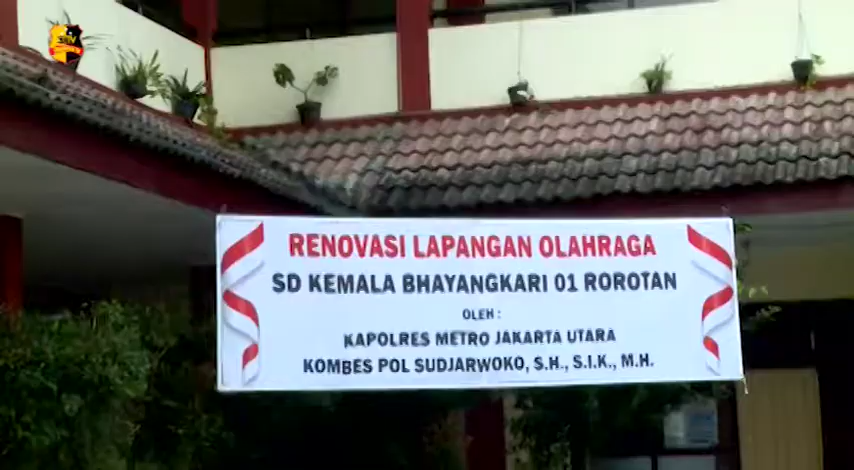 RENOVASI LAPANGAN OLAHRAGA
SD KEMALA BHAYANGKARI 01 ROROTAN
OLEH :
KAPOLRES METRO JAKARTA UTARA
KOMBES POL SUDJARWOKO, S.H., S.I.K., M.H.